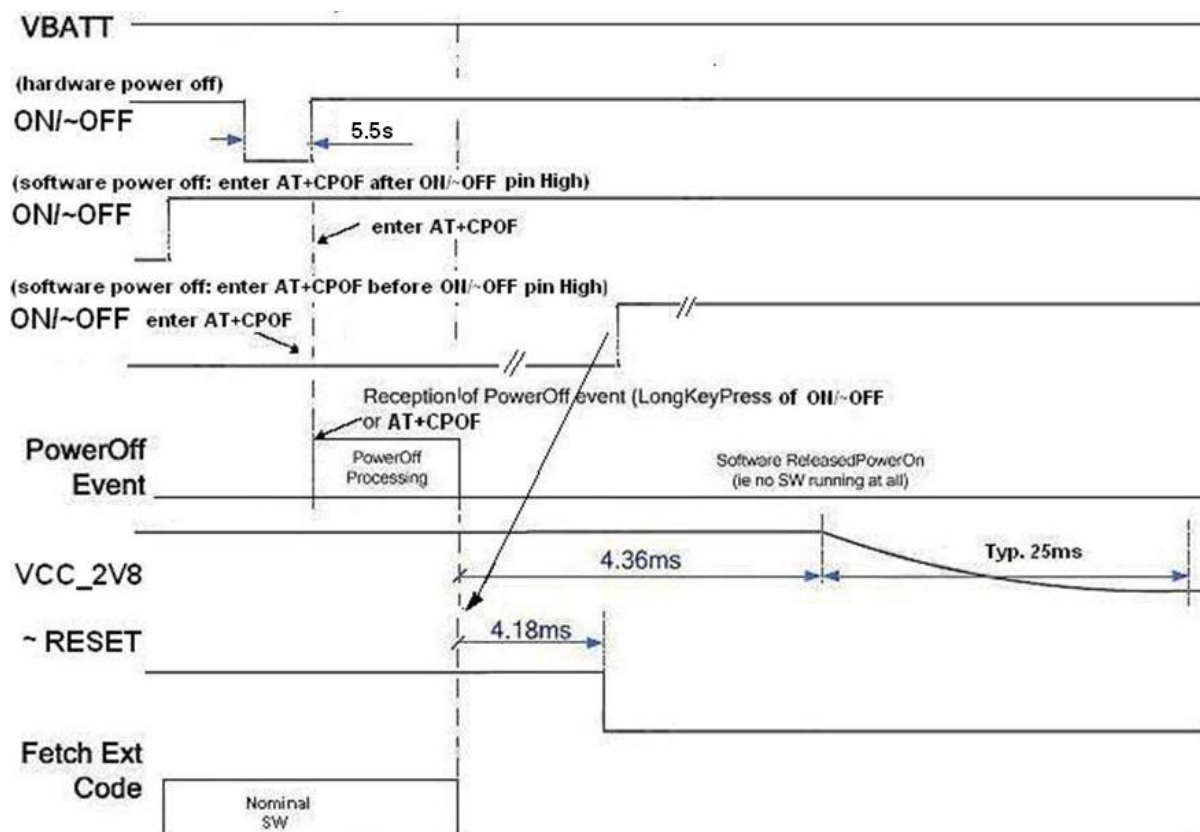 VBATT
(hardware power off)
ON/~OFF
5.5s
(software power off: enter AT+CPOF after ON/~OFF pin High)
ON/~OFF
enter AT+CPOF
(software power off: enter AT+CPOF before ON/~OFF pin High)
ON/~OFF enter AT+CPOF
Reception of PowerOff event (LongKeyPress of ON/~OFF
or AT+CPOF
PowerOff
Event
PowerOff
Processing
Software ReleasedPowerOn
(ie no SW running at all)
VCC_2V8
4.36ms
Typ. 25ms
~ RESET
4.18ms
Fetch Ext
Code
Nominal
SW